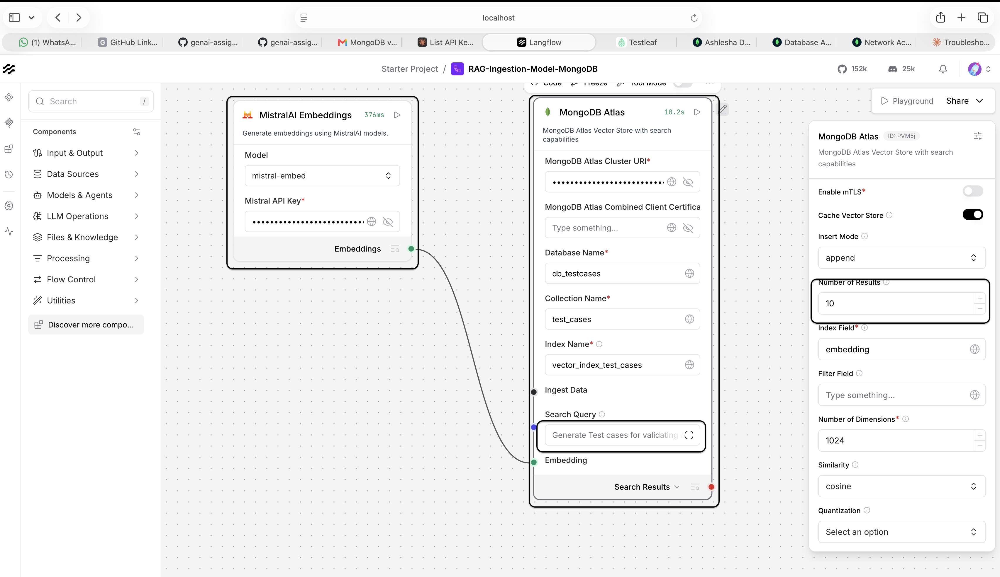 localhost
(1) WhatsA...
GitHub Link...
genai-assig...
genai-assig...
MongoDB v...
List API Ke...
Langflow
Testleaf
Ashlesha D...
Database A...
Network Ac...
Troublesho...
Starter Project / RAG-Ingestion-Model-MongoDB
152k
25k
Search /
Components
Input & Output
Data Sources
Models & Agents
LLM Operations
Files & Knowledge
Processing
Flow Control
Utilities
Discover more compo...
MistralAI Embeddings 376ms
Generate embeddings using MistralAI models.
Model
mistral-embed
Mistral API Key*
Embeddings
Code Freeze Tool Mode
MongoDB Atlas 10.2s
MongoDB Atlas Vector Store with search
capabilities
MongoDB Atlas Cluster URI*
MongoDB Atlas Combined Client Certifica
Type something...
Database Name*
db_testcases
Collection Name*
test_cases
Index Name*
vector_index_test_cases
Ingest Data
Search Query
Generate Test cases for validating
Embedding
Search Results
Playground Share
MongoDB Atlas ID: PVM5j
MongoDB Atlas Vector Store with search
capabilities
Enable mTLS*
Cache Vector Store
Insert Mode
append
Number of Results
10
Index Field*
embedding
Filter Field
Type something...
Number of Dimensions*
1024
Similarity
cosine
Quantization
Select an option